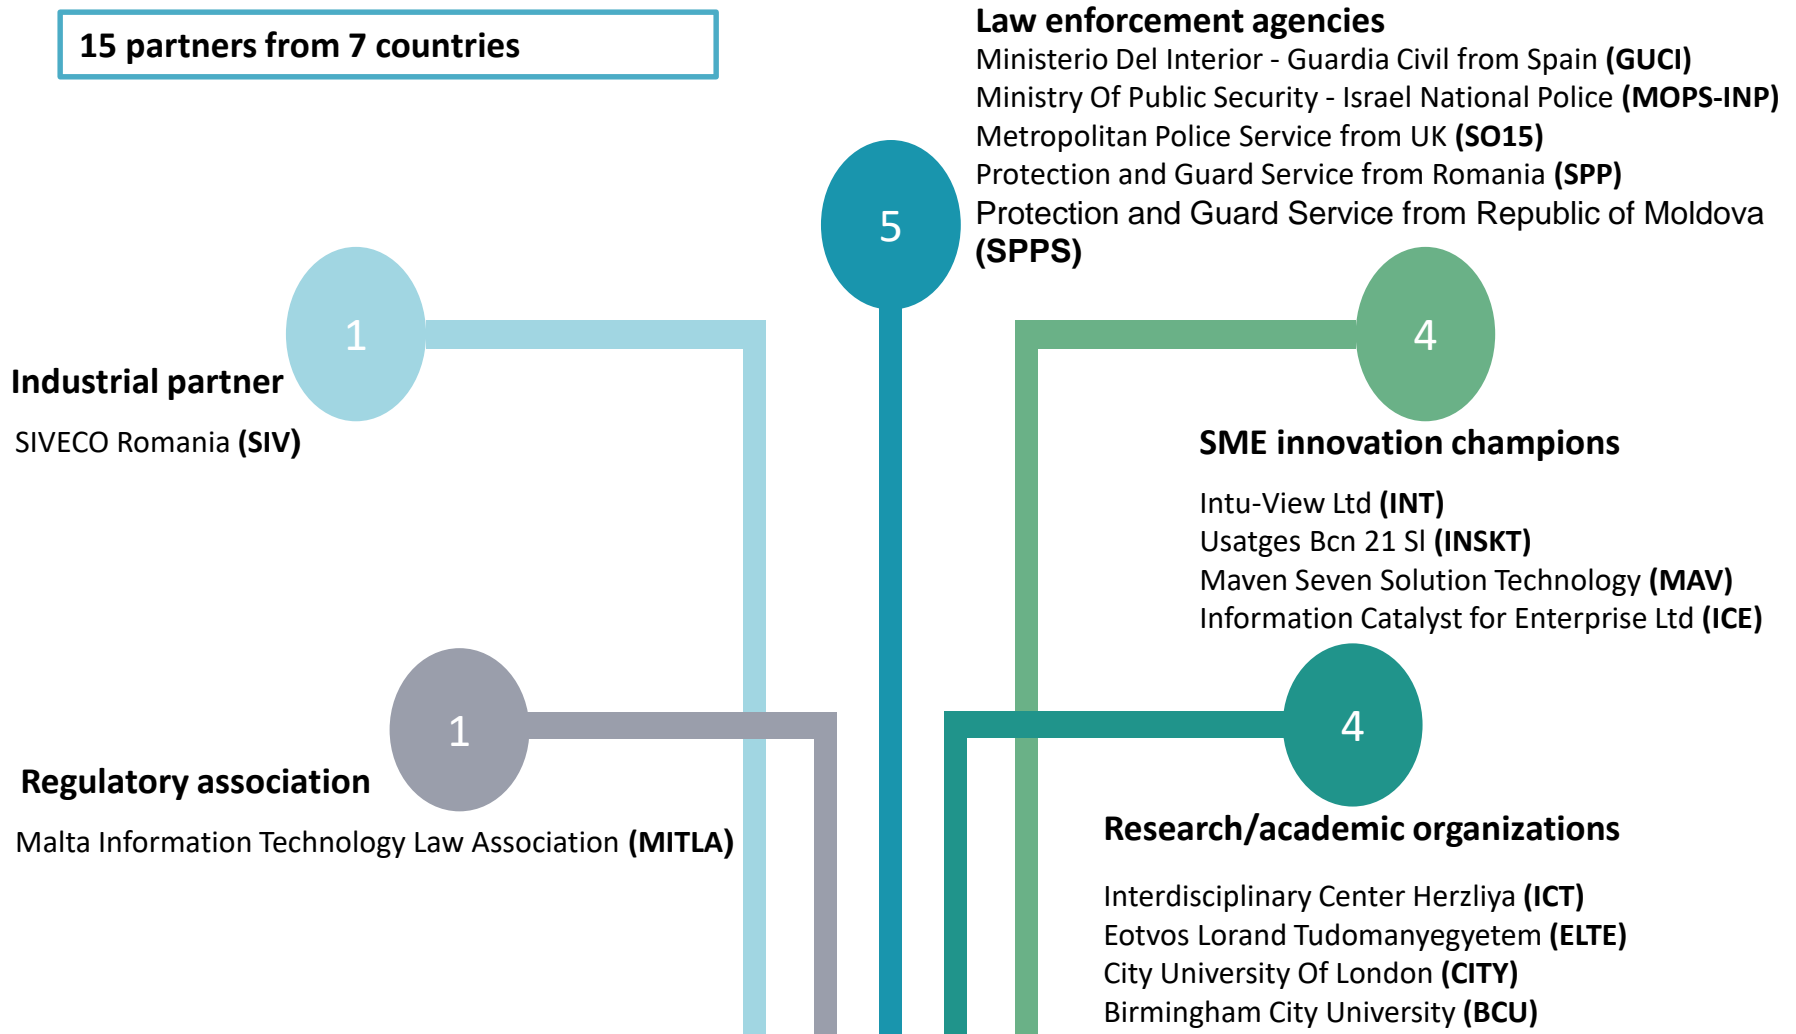 15 partners from 7 countries
Law enforcement agencies
Ministerio Del Interior - Guardia Civil from Spain (GUCI)
Ministry Of Public Security - Israel National Police (MOPS-INP)
Metropolitan Police Service from UK (SO15)
Protection and Guard Service from Romania (SPP)
Protection and Guard Service from Republic of Moldova
(SPPS)
5
1
Industrial partner
SIVECO Romania (SIV)
4
SME innovation champions
Intu-View Ltd (INT)
Usatges Bcn 21 Sl (INSKT)
Maven Seven Solution Technology (MAV)
Information Catalyst for Enterprise Ltd (ICE)
1
Regulatory association
Malta Information Technology Law Association (MITLA)
4
Research/academic organizations
Interdisciplinary Center Herzliya (ICT)
Eotvos Lorand Tudomanyegyetem (ELTE)
City University Of London (CITY)
Birmingham City University (BCU)